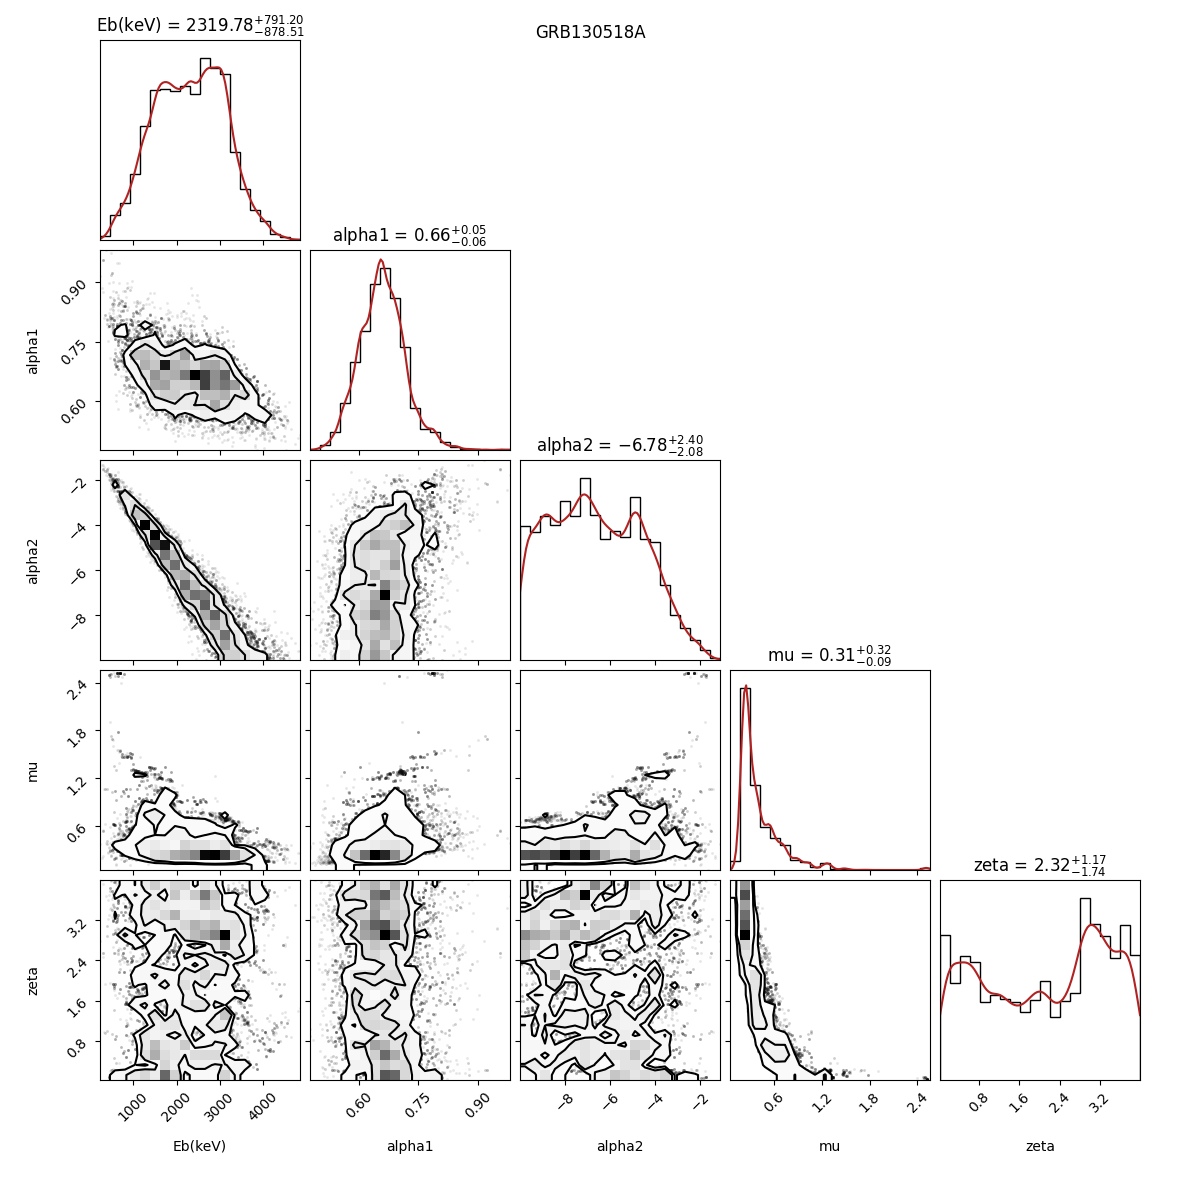 GRB130518A
Eb(keV) = 2319.78+791.20 −878.51
alpha1 = 0.66+0.05 −0.06
alpha2 = −6.78+2.40 −2.08
mu = 0.31+0.32 −0.09
zeta = 2.32+1.17 −1.74
alpha1
0.90
0.75
0.60
alpha2
−2
−4
−6
−8
mu
2.4
1.8
1.2
0.6
zeta
3.2
2.4
1.6
0.8
1000 2000 3000 4000
0.60 0.75 0.90
−8 −6 −4 −2
0.6 1.2 1.8 2.4
0.8 1.6 2.4 3.2
Eb(keV) alpha1 alpha2 mu zeta